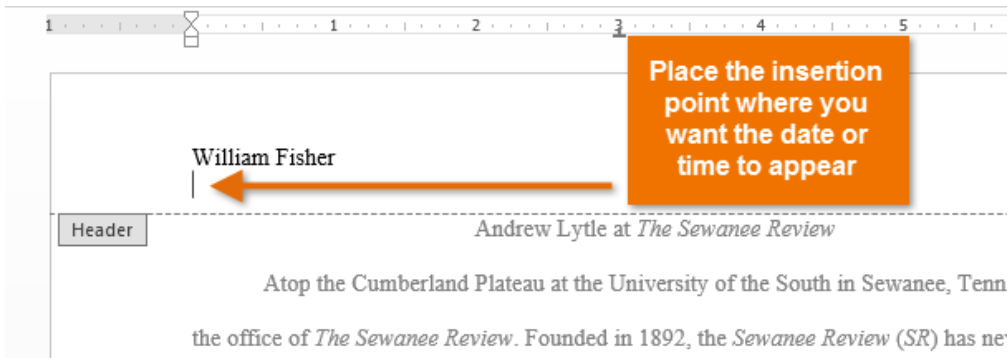 1 1 2 3 4 5
Place the insertion
point where you
want the date or
time to appear
William Fisher
Header
Andrew Lytle at The Sewanee Review
Atop the Cumberland Plateau at the University of the South in Sewanee, Tenn
the office of The Sewanee Review. Founded in 1892, the Sewanee Review (SR) has ne